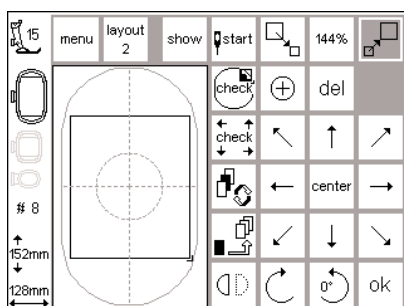 15
menu
layout
2
show
start
144%
check
del
check
# 8
center
152mm
128mm
0°
ok